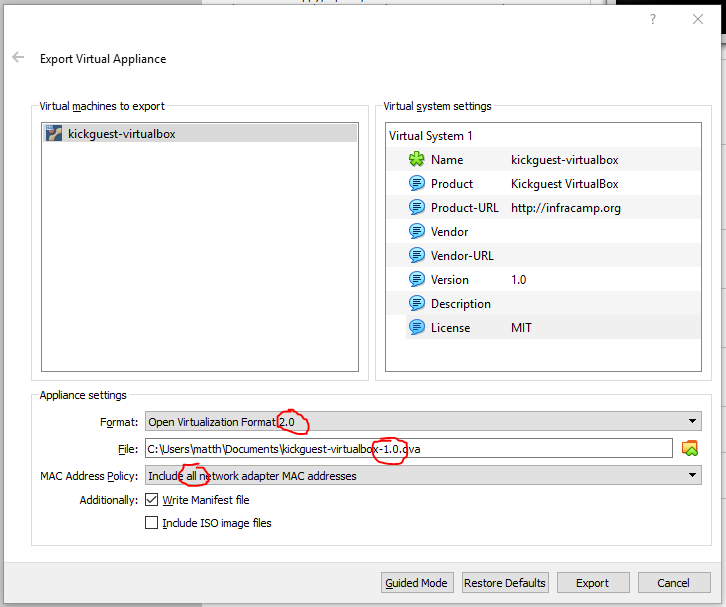 ?
Export Virtual Appliance
Virtual machines to export
kickguest-virtualbox
Virtual system settings
Virtual System 1
Name kickguest-virtualbox
Product Kickguest VirtualBox
Product-URL http://infracamp.org
Vendor
Vendor-URL
Version 1.0
Description
License MIT
Appliance settings
Format: Open Virtualization Format 2.0
File: C:\Users\matth\Documents\kickguest-virtualbox-1.0.ova
MAC Address Policy: Include all network adapter MAC addresses
Additionally: Write Manifest file
Include ISO image files
Guided Mode Restore Defaults Export Cancel